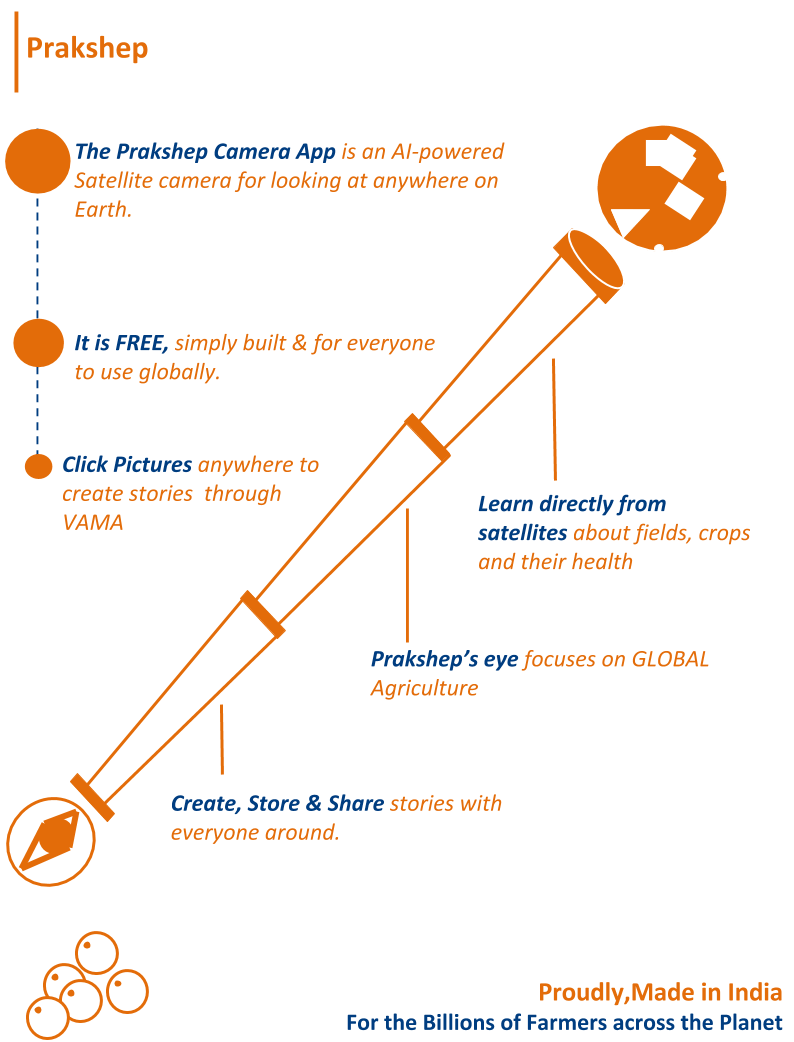 Prakshep
The Prakshep Camera App is an AI-powered
Satellite camera for looking at anywhere on
Earth.
It is FREE, simply built & for everyone
to use globally.
Click Pictures anywhere to
create stories  through
VAMA
Learn directly from
satellites about fields, crops
and their health
Prakshep’s eye focuses on GLOBAL
Agriculture
Create, Store & Share stories with
everyone around.
Proudly,Made in India
For the Billions of Farmers across the Planet